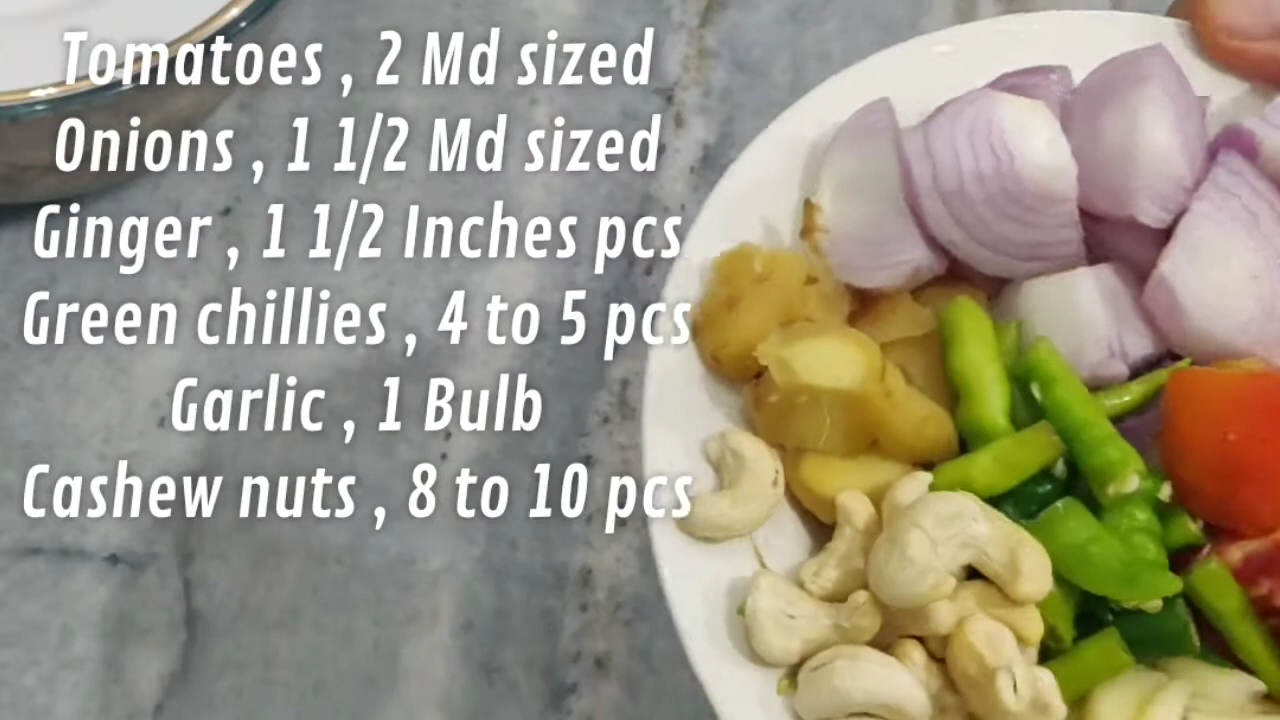 Tomatoes , 2 Md sized
Onions , 1 1/2 Md sized
Ginger , 1 1/2 Inches pcs
Green chillies , 4 to 5 pcs
Garlic , 1 Bulb
Cashew nuts , 8 to 10 pcs